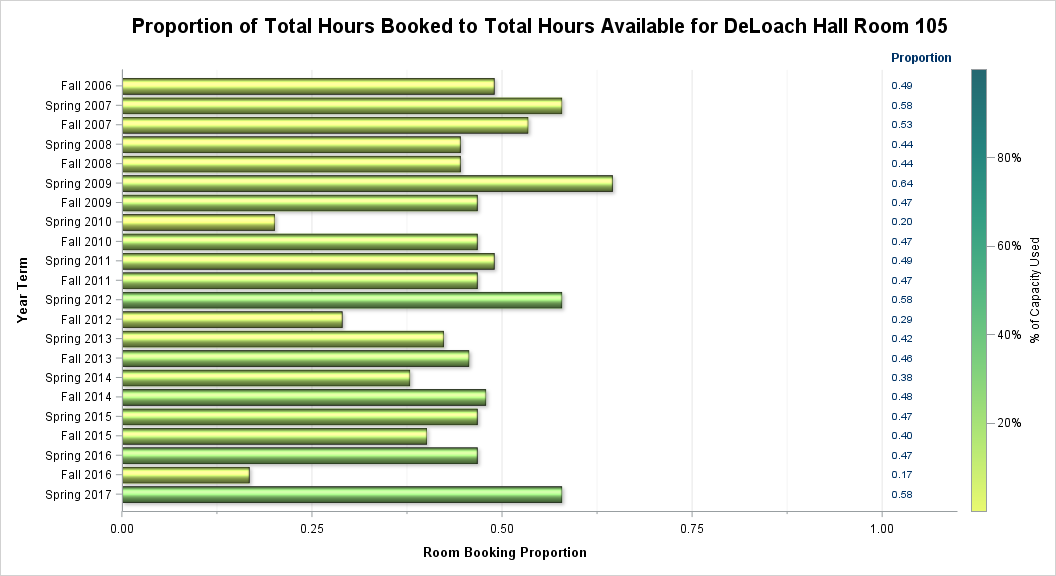 Proportion of Total Hours Booked to Total Hours Available for DeLoach Hall Room 105
Proportion
Fall 2006 0.49
Spring 2007 0.58
Fall 2007 0.53
Spring 2008 0.44
Fall 2008 0.44
Spring 2009 0.64
Fall 2009 0.47
Spring 2010 0.20
Fall 2010 0.47
Spring 2011 0.49
Fall 2011 0.47
Spring 2012 0.58
Fall 2012 0.29
Spring 2013 0.42
Fall 2013 0.46
Spring 2014 0.38
Fall 2014 0.48
Spring 2015 0.47
Fall 2015 0.40
Spring 2016 0.47
Fall 2016 0.17
Spring 2017 0.58
Year Term
0.00 0.25 0.50 0.75 1.00
Room Booking Proportion
80%
60%
40%
20%
% of Capacity Used